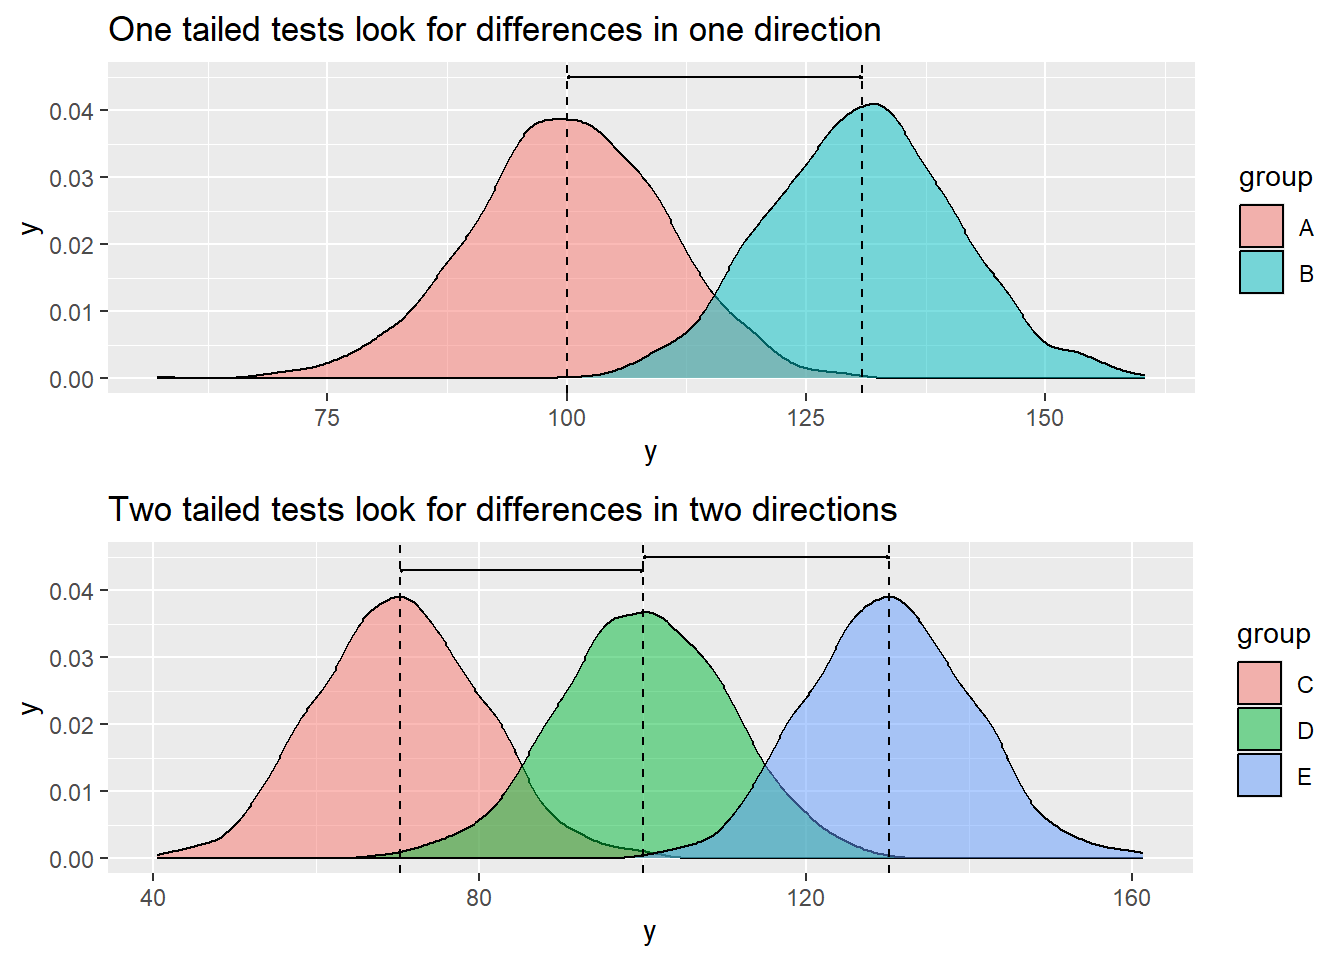 One tailed tests look for differences in one direction
0.04
0.03
0.02
0.01
0.00
y
75 100 125 150
y
group
A
B
Two tailed tests look for differences in two directions
0.04
0.03
0.02
0.01
0.00
y
40 80 120 160
y
group
C
D
E